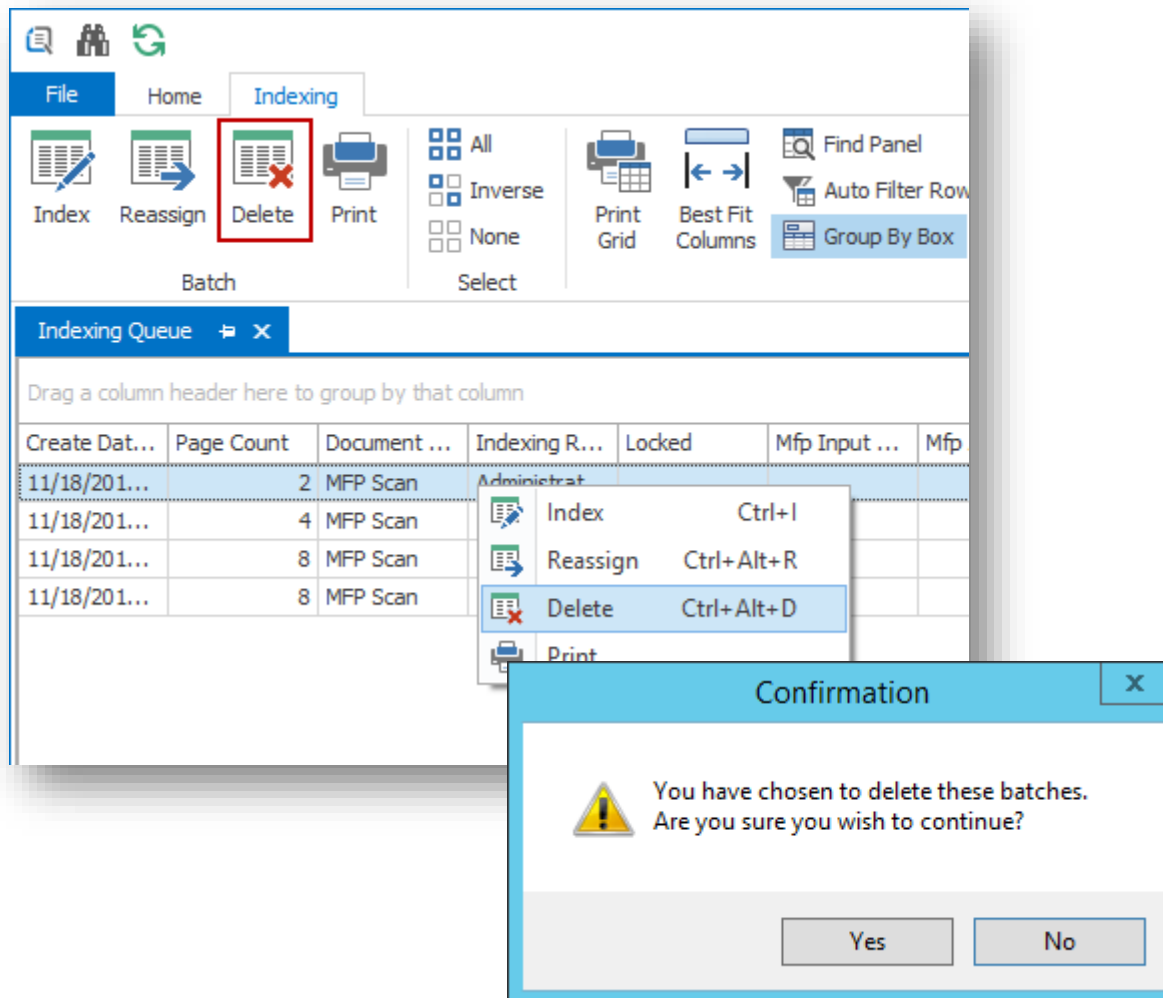 File Home Indexing
Index Reassign Delete Print
All
Inverse
None
Print Grid
Best Fit Columns
Find Panel
Auto Filter Row
Group By Box
Batch Select
Indexing Queue
Drag a column header here to group by that column
Create Dat... Page Count Document ... Indexing R... Locked Mfp Input ... Mfp
11/18/201... 2 MFP Scan Administrat
11/18/201... 4 MFP Scan
11/18/201... 8 MFP Scan
11/18/201... 8 MFP Scan
Index Ctrl+I
Reassign Ctrl+Alt+R
Delete Ctrl+Alt+D
Print
Confirmation
You have chosen to delete these batches.
Are you sure you wish to continue?
Yes No